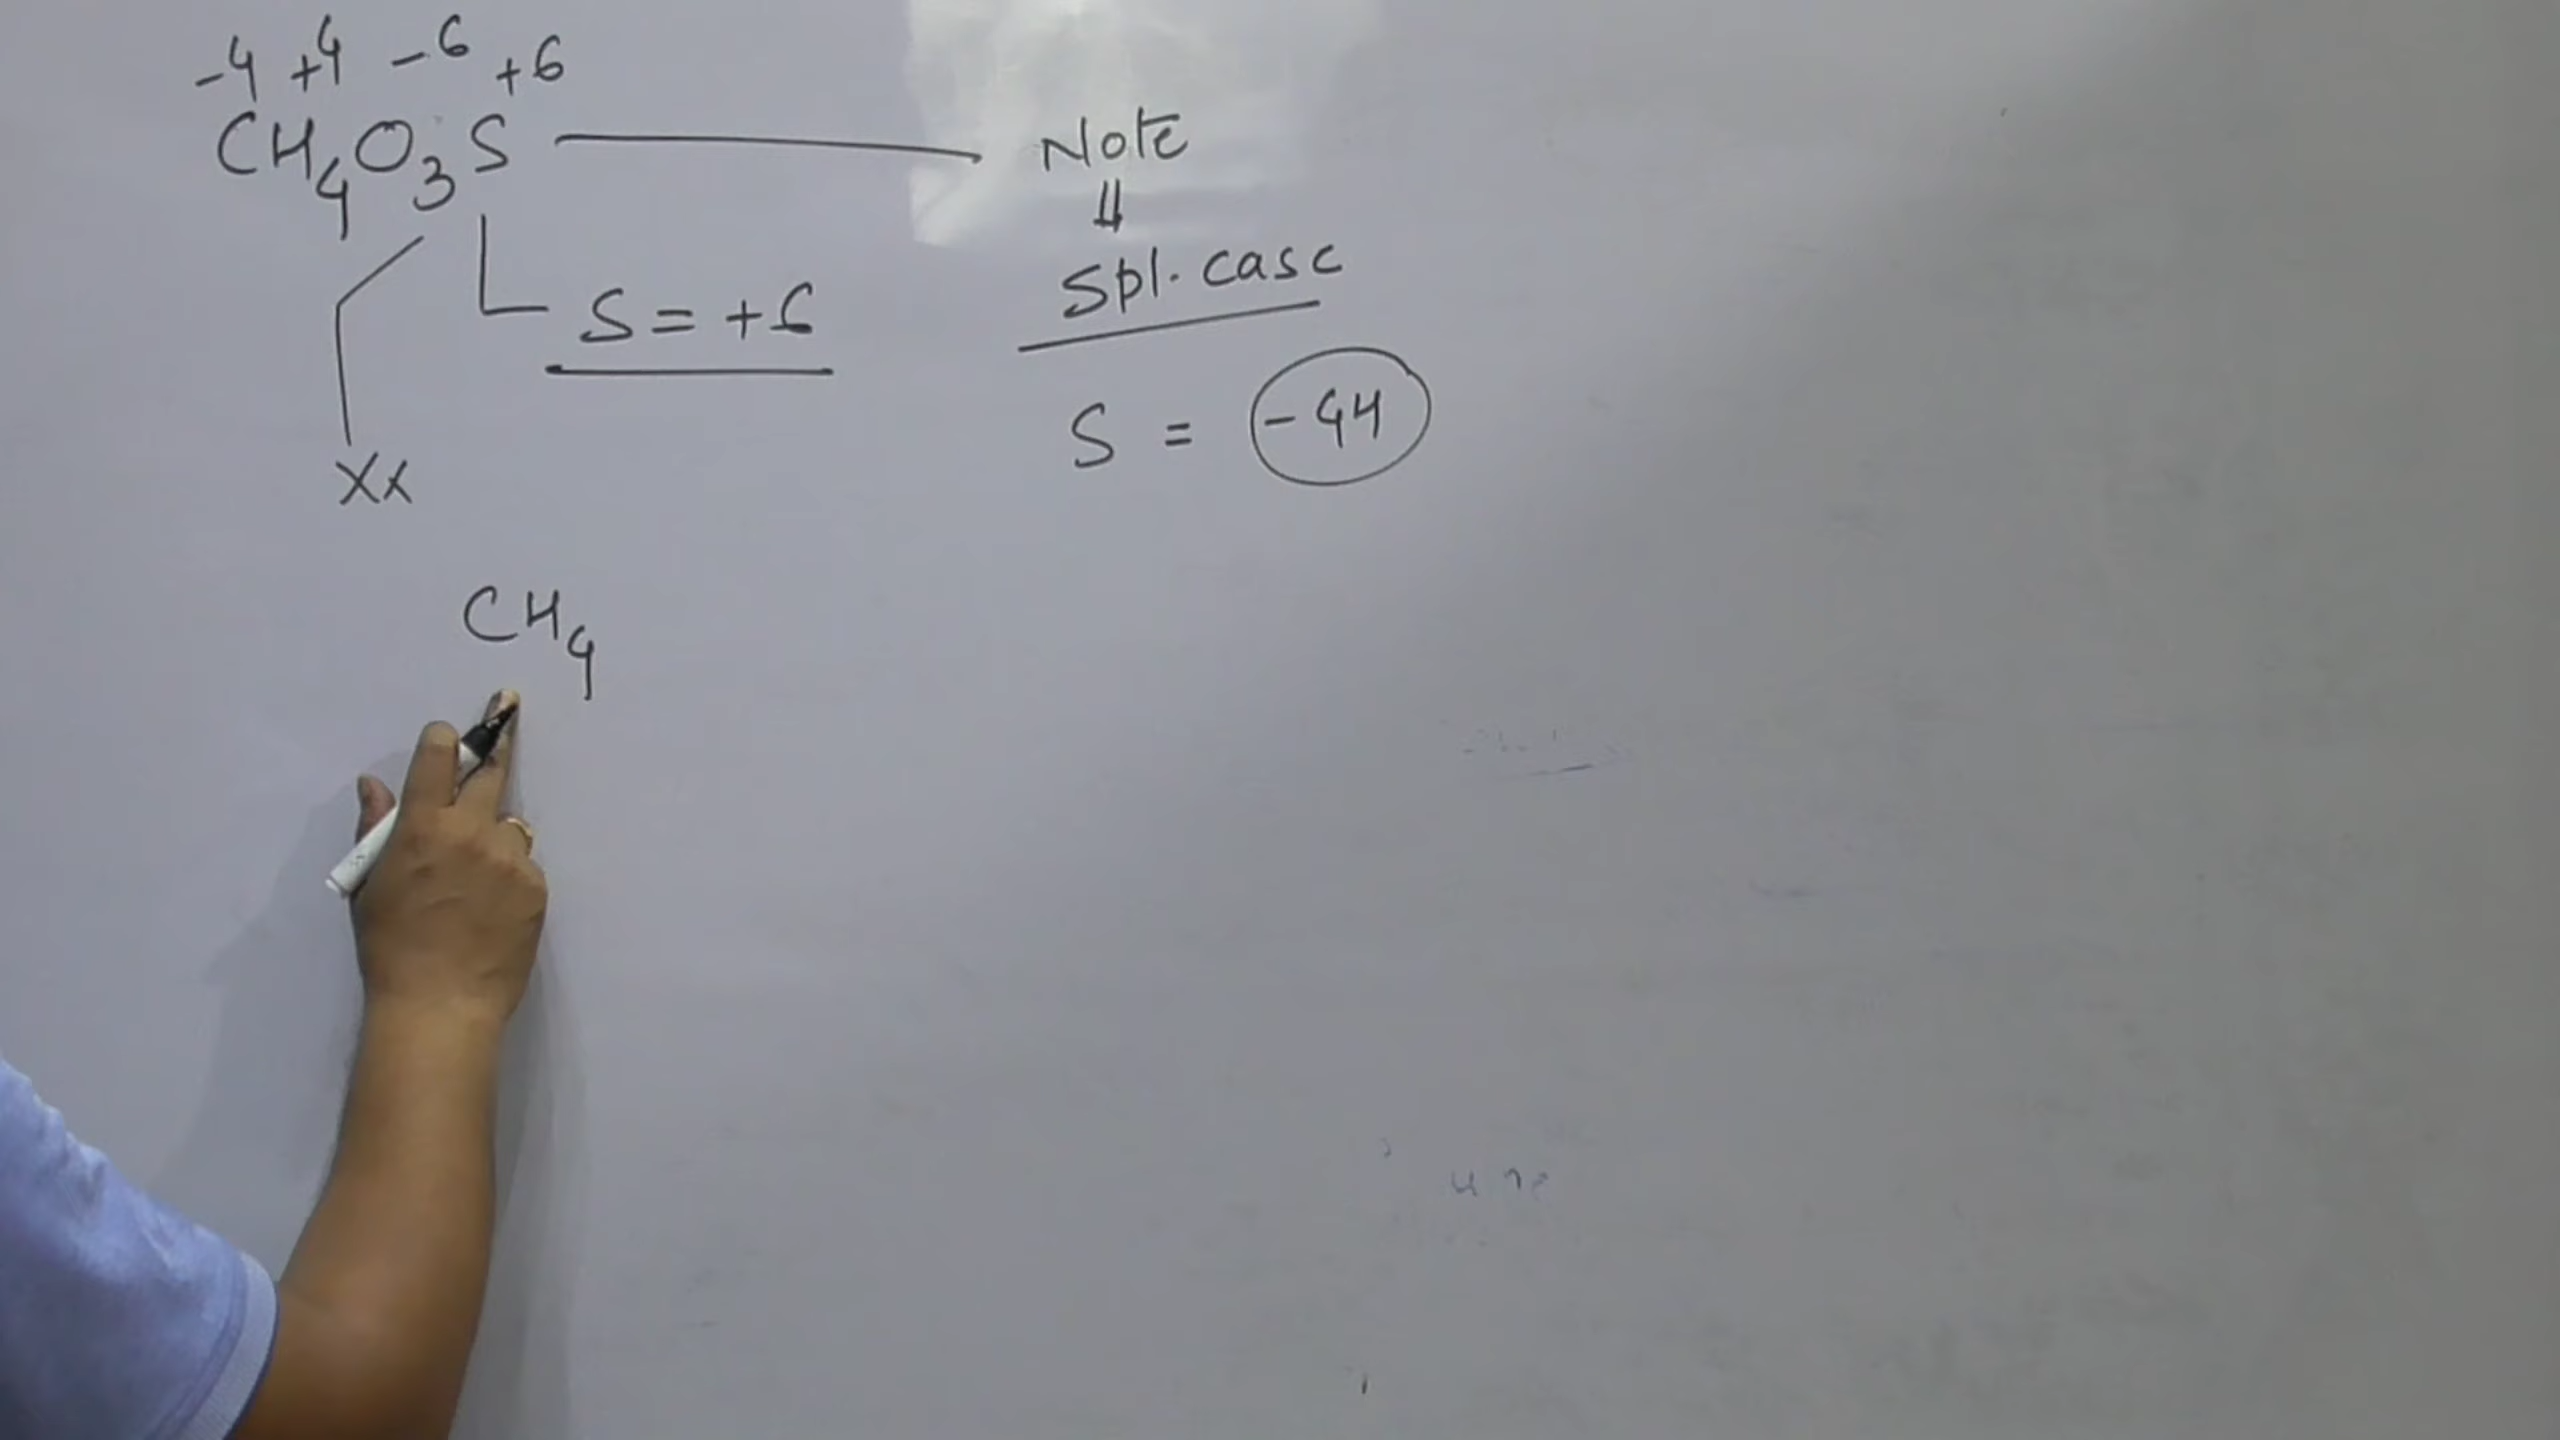 -4 +4 -6 +6
CH4O3S Note
Spl. case
S = +6
S = -44
Xx
CH4